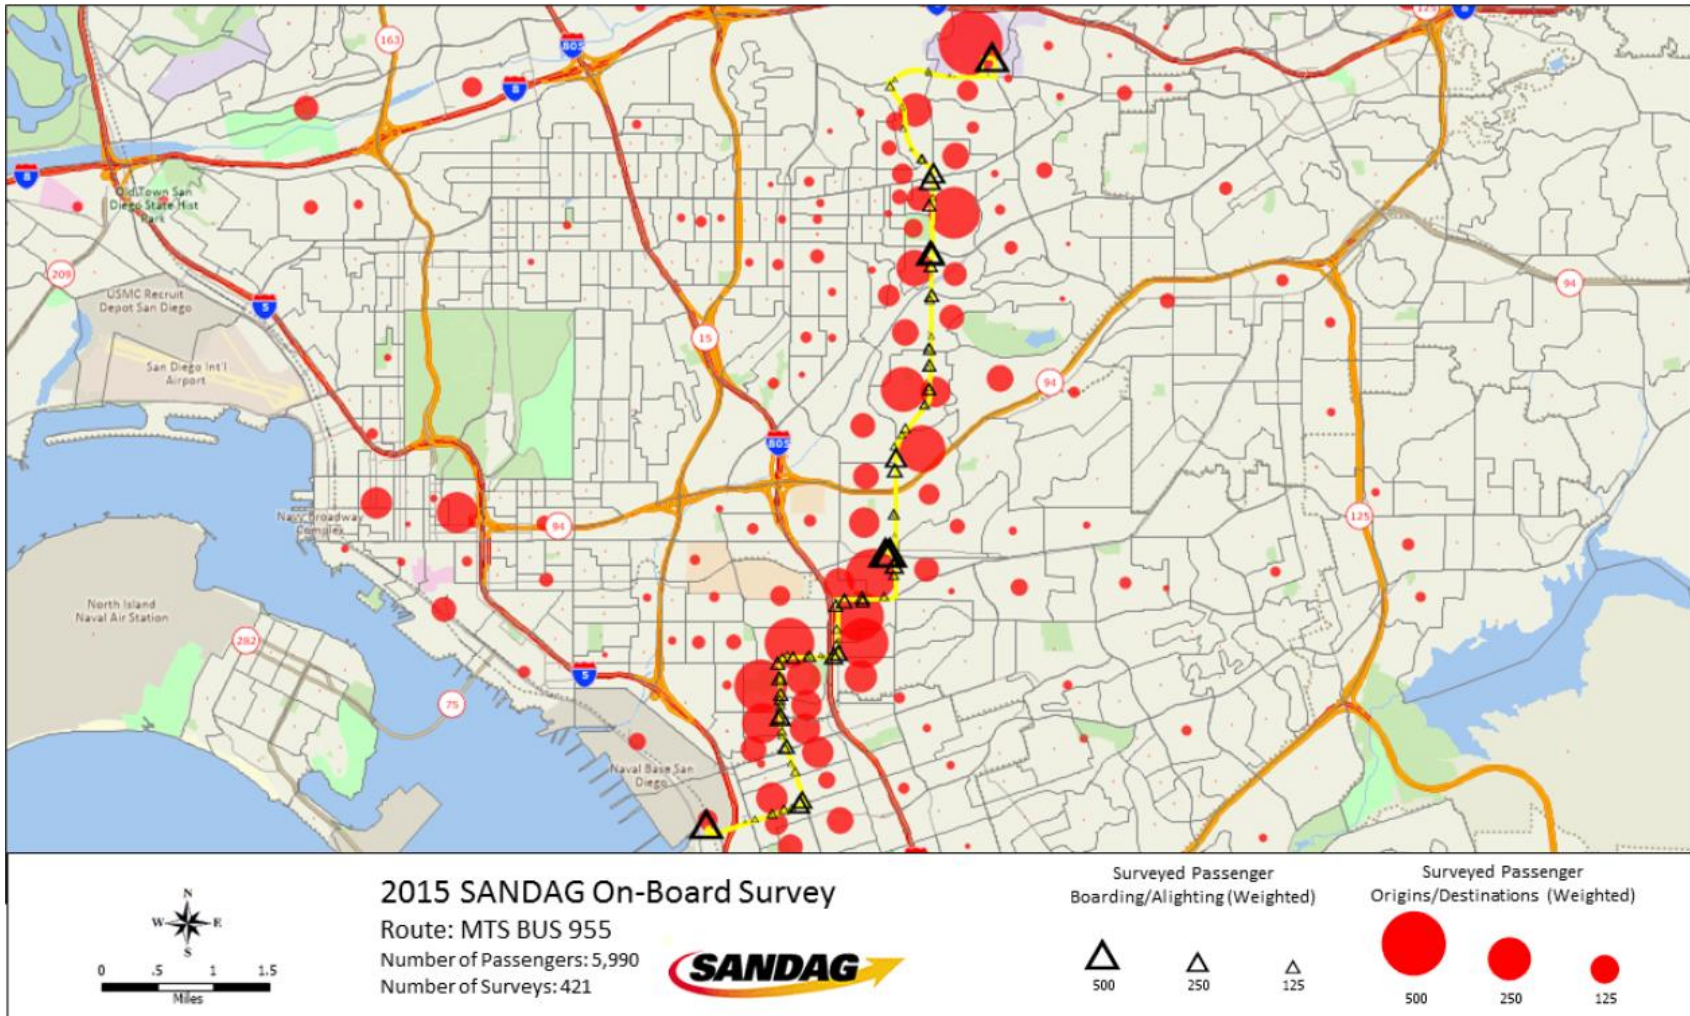 163
805
8
8
125
8
Old Town San
Diego State Hist
Park
209
USMC Recruit
Depot San Diego
5
San Diego Int'l
Airport
15
94
94
805
Navy Broadway
Complex
94
125
North Island
Naval Air Station
282
75
5
Naval Base San
Diego
N
W E
S
0 .5 1 1.5
Miles
2015 SANDAG On-Board Survey
Route: MTS BUS 955
Number of Passengers: 5,990
Number of Surveys: 421
SANDAG
Surveyed Passenger
Boarding/Alighting (Weighted)
500 250 125
Surveyed Passenger
Origins/Destinations (Weighted)
500 250 125